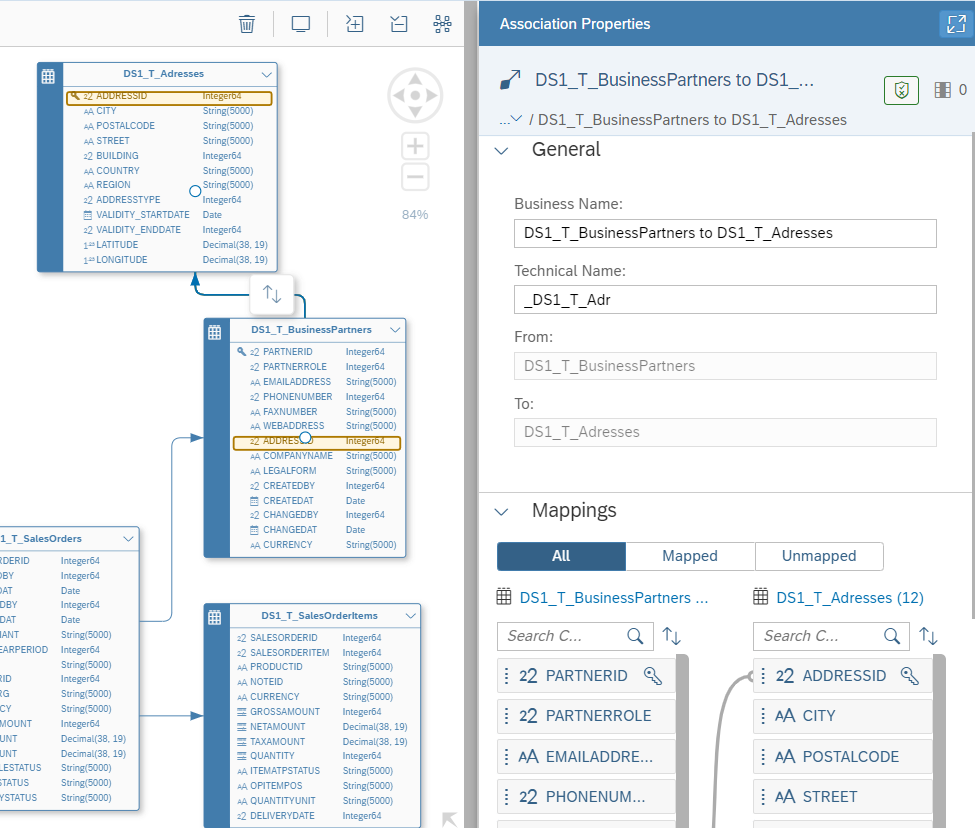 DS1_T_Adresses
ADDRESSID Integer64
CITY String(5000)
POSTALCODE String(5000)
STREET String(5000)
BUILDING Integer64
COUNTRY String(5000)
REGION String(5000)
ADDRESSTYPE Integer64
VALIDITY_STARTDATE Date
VALIDITY_ENDDATE Integer64
LATITUDE Decimal(38, 19)
LONGITUDE Decimal(38, 19)
84%
DS1_T_BusinessPartners
PARTNERID Integer64
PARTNERROLE Integer64
EMAILADDRESS String(5000)
PHONENUMBER Integer64
FAXNUMBER String(5000)
WEBADDRESS String(5000)
ADDRESSID Integer64
COMPANYNAME String(5000)
LEGALFORM String(5000)
CREATEDBY Integer64
CREATEDAT Date
CHANGEDBY Integer64
CHANGEDAT Date
CURRENCY String(5000)
1_T_SalesOrders
RDERID Integer64
DBY Integer64
DAT Date
DBY Integer64
DAT Date
IANT String(5000)
EARPERIOD Integer64
String(5000)
RID Integer64
RG String(5000)
CY String(5000)
MOUNT Integer64
UNT Decimal(38, 19)
UNT Decimal(38, 19)
LESTATUS String(5000)
STATUS String(5000)
YSTATUS String(5000)
DS1_T_SalesOrderItems
SALESORDERID Integer64
SALESORDERITEM Integer64
PRODUCTID String(5000)
NOTEID String(5000)
CURRENCY String(5000)
GROSSAMOUNT Integer64
NETAMOUNT Decimal(38, 19)
TAXAMOUNT Decimal(38, 19)
QUANTITY Integer64
ITEMATPSTATUS String(5000)
OPITEMPOS String(5000)
QUANTITYUNIT String(5000)
DELIVERYDATE Integer64
Association Properties
DS1_T_BusinessPartners to DS1_...
0
... / DS1_T_BusinessPartners to DS1_T_Adresses
General
Business Name:
DS1_T_BusinessPartners to DS1_T_Adresses
Technical Name:
_DS1_T_Adr
From:
DS1_T_BusinessPartners
To:
DS1_T_Adresses
Mappings
All Mapped Unmapped
DS1_T_BusinessPartners ...
Search C...
PARTNERID
PARTNERROLE
EMAILADDRE...
PHONENUM...
DS1_T_Adresses (12)
Search C...
ADDRESSID
CITY
POSTALCODE
STREET